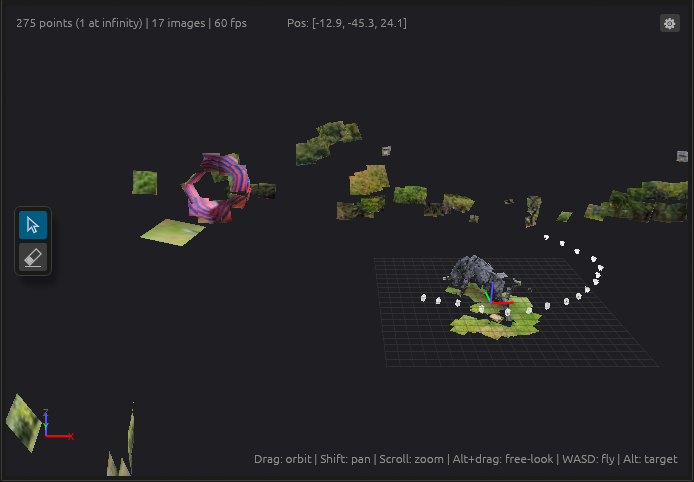 275 points (1 at infinity) | 17 images | 60 fps
Pos: [-12.9, -45.3, 24.1]
Z
X
Drag: orbit | Shift: pan | Scroll: zoom | Alt+drag: free-look | WASD: fly | Alt: target